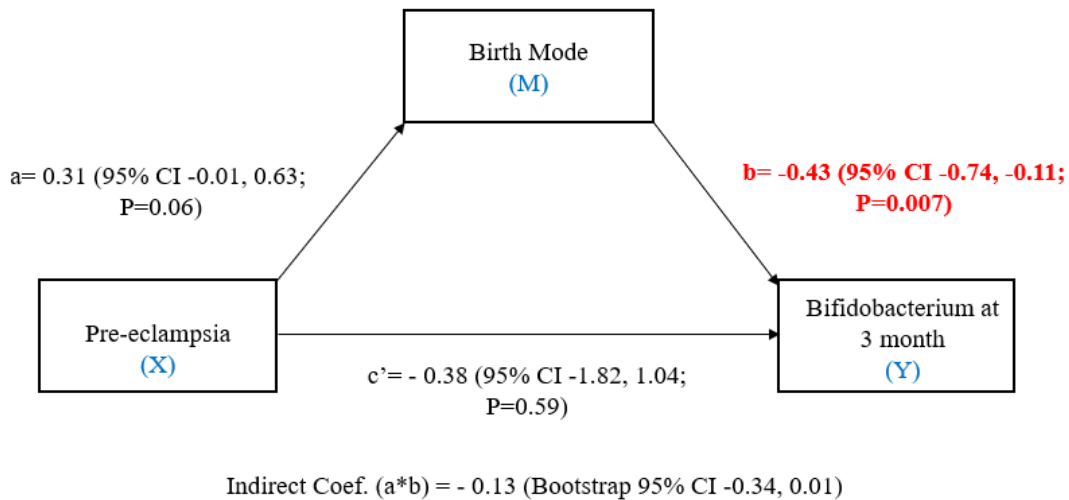 Birth Mode
(M)
a= 0.31 (95% CI -0.01, 0.63;
P=0.06)
b= -0.43 (95% CI -0.74, -0.11;
P=0.007)
Pre-eclampsia
(X)
Bifidobacterium at
3 month
(Y)
c’= - 0.38 (95% CI -1.82, 1.04;
P=0.59)
Indirect Coef. (a*b) = - 0.13 (Bootstrap 95% CI -0.34, 0.01)